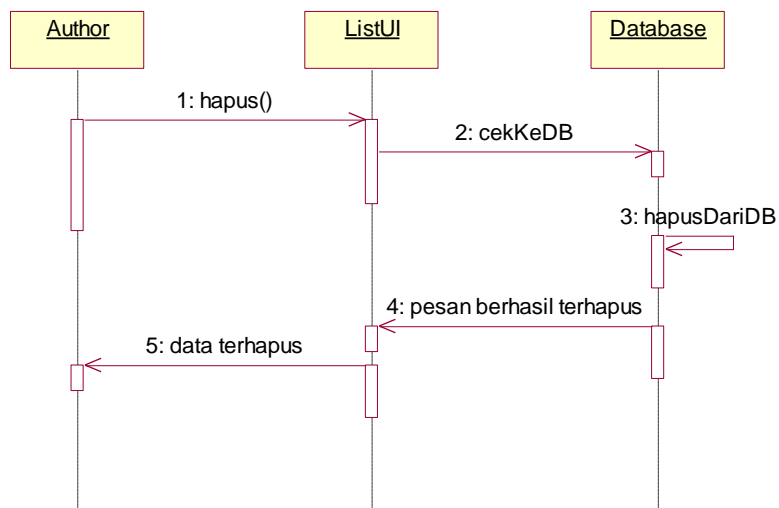 Author
ListUI
Database
1: hapus()
2: cekKeDB
3: hapusDariDB
4: pesan berhasil terhapus
5: data terhapus